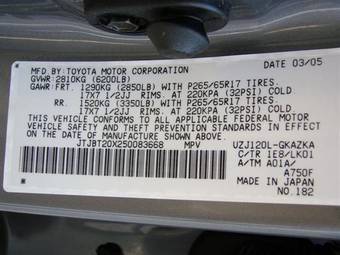 MFD. BY: TOYOTA MOTOR CORPORATION DATE 03/05
GVWR: 2810KG (6200LB)
GAWR: FRT. 1290KG (2850LB) WITH P265/65R17 TIRES.
17X7 1/2JJ RIMS. AT 220KPA (32PSI) COLD.
RR. 1520KG (3350LB) WITH P265/65R17 TIRES.
17X7 1/2JJ RIMS. AT 220KPA (32PSI) COLD.
THIS VEHICLE CONFORMS TO ALL APPLICABLE FEDERAL MOTOR
VEHICLE SAFETY AND THEFT PREVENTION STANDARDS IN EFFECT
ON THE DATE OF MANUFACTURE SHOWN ABOVE.
JTJBT20X250083668 MPV UZJ120L-GKAZKA
C/TR 1E8/LK01
A/TM A01A/
A750F
MADE IN JAPAN
NO.182